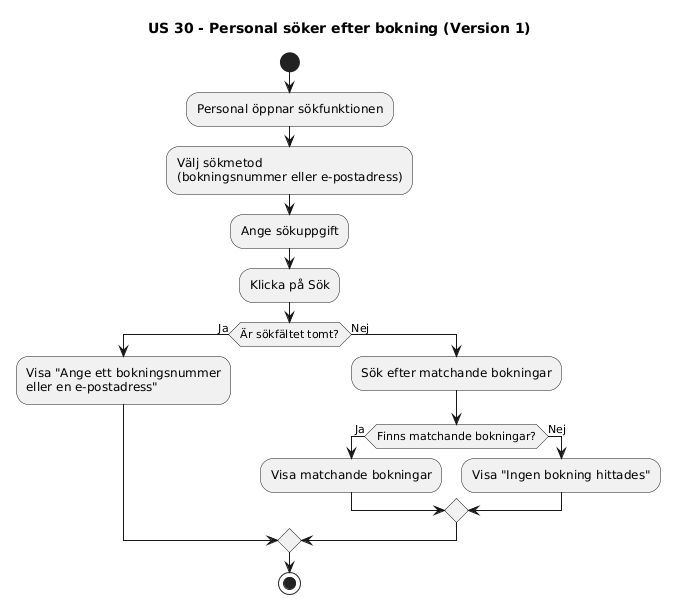 US 30 - Personal söker efter bokning (Version 1)
Personal öppnar sökfunktionen
Välj sökmetod
(bokningsnummer eller e-postadress)
Ange sökuppgift
Klicka på Sök
Är sökfältet tomt?
Ja
Nej
Visa "Ange ett bokningsnummer
eller en e-postadress"
Sök efter matchande bokningar
Finns matchande bokningar?
Ja
Nej
Visa matchande bokningar
Visa "Ingen bokning hittades"